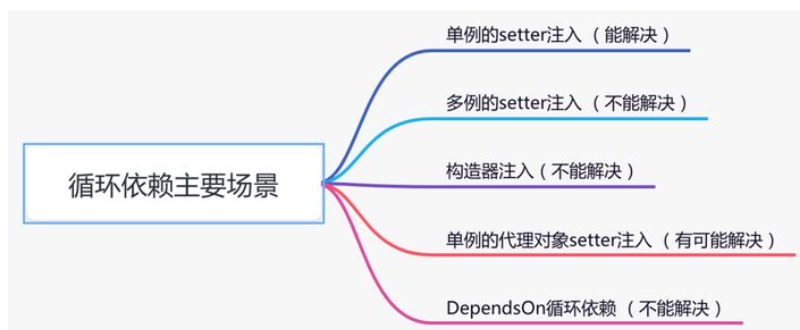 单例的setter注入（能解决）
多例的setter注入（不能解决）
循环依赖主要场景
构造器注入（不能解决）
单例的代理对象setter注入（有可能解决）
DependsOn循环依赖（不能解决）